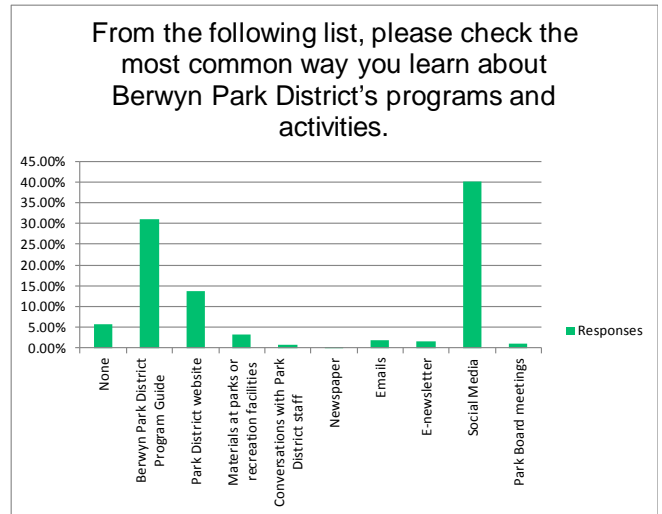 From the following list, please check the
most common way you learn about
Berwyn Park District’s programs and
activities.
45.00%
40.00%
35.00%
30.00%
25.00%
20.00%
15.00%
10.00%
5.00%
0.00%
None
Berwyn Park District
Program Guide
Park District website
Materials at parks or
recreation facilities
Conversations with Park
District staff
Newspaper
Emails
E-newsletter
Social Media
Park Board meetings
Responses